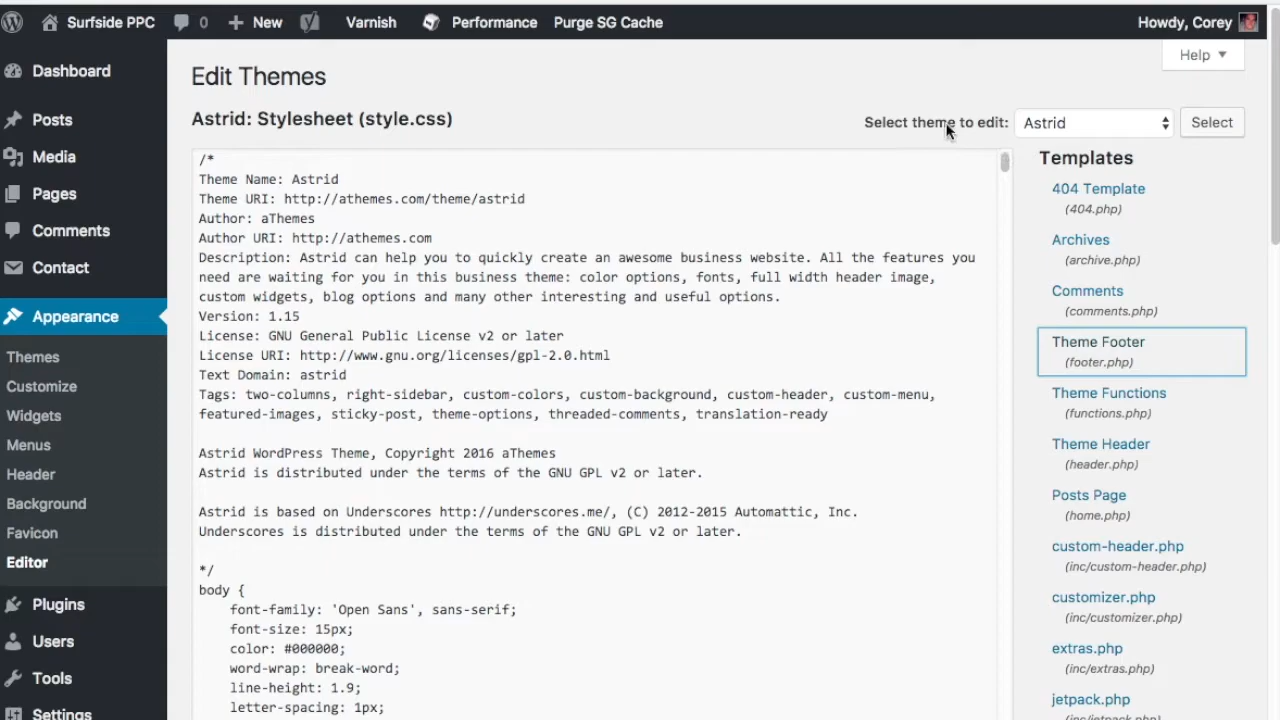 Surfside PPC 0 New Varnish Performance Purge SG Cache Howdy, Corey
Dashboard
Posts
Media
Pages
Comments
Contact
Appearance
Themes
Customize
Widgets
Menus
Header
Background
Favicon
Editor
Plugins
Users
Tools
Settings
Help
Edit Themes
Astrid: Stylesheet (style.css)
Select theme to edit: Astrid Select
/*
Theme Name: Astrid
Theme URI: http://athemes.com/theme/astrid
Author: aThemes
Author URI: http://athemes.com
Description: Astrid can help you to quickly create an awesome business website. All the features you
need are waiting for you in this business theme: color options, fonts, full width header image,
custom widgets, blog options and many other interesting and useful options.
Version: 1.15
License: GNU General Public License v2 or later
License URI: http://www.gnu.org/licenses/gpl-2.0.html
Text Domain: astrid
Tags: two-columns, right-sidebar, custom-colors, custom-background, custom-header, custom-menu,
featured-images, sticky-post, theme-options, threaded-comments, translation-ready
Astrid WordPress Theme, Copyright 2016 aThemes
Astrid is distributed under the terms of the GNU GPL v2 or later.
Astrid is based on Underscores http://underscores.me/, (C) 2012-2015 Automattic, Inc.
Underscores is distributed under the terms of the GNU GPL v2 or later.
*/
body {
font-family: 'Open Sans', sans-serif;
font-size: 15px;
color: #000000;
word-wrap: break-word;
line-height: 1.9;
letter-spacing: 1px;
Templates
404 Template
(404.php)
Archives
(archive.php)
Comments
(comments.php)
Theme Footer
(footer.php)
Theme Functions
(functions.php)
Theme Header
(header.php)
Posts Page
(home.php)
custom-header.php
(inc/custom-header.php)
customizer.php
(inc/customizer.php)
extras.php
(inc/extras.php)
jetpack.php
(inc/jetpack.php)